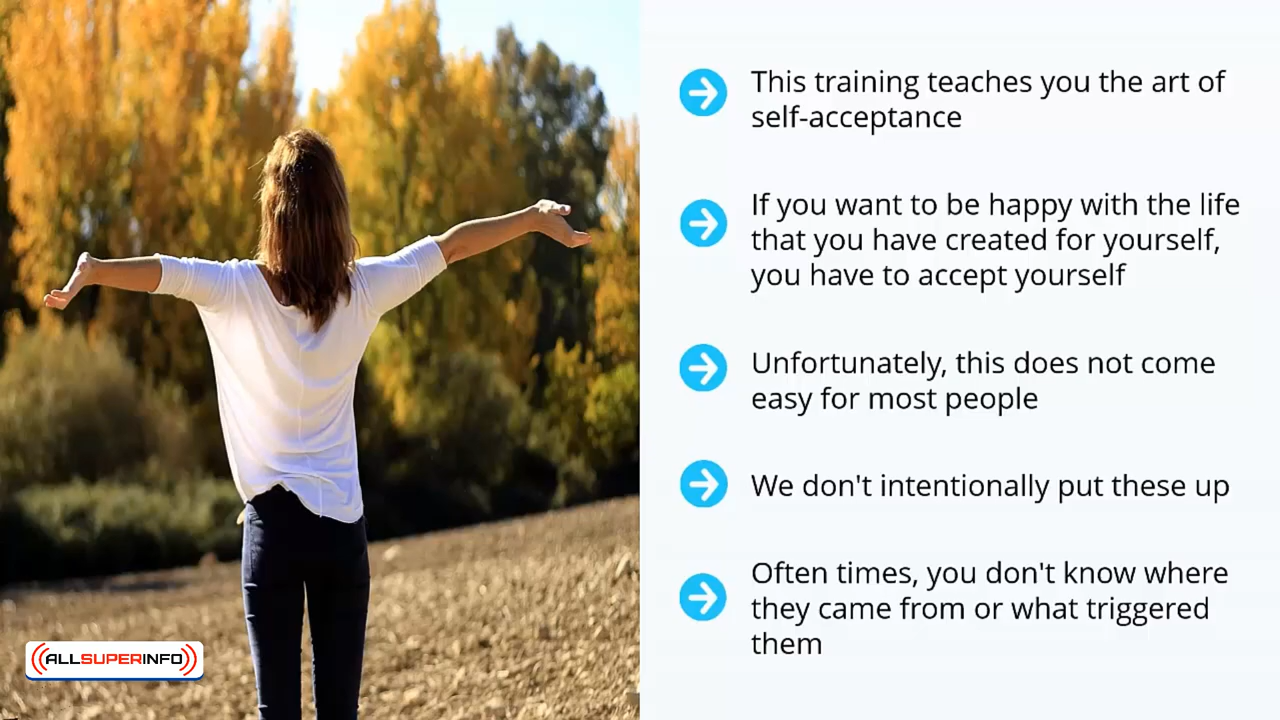 This training teaches you the art of
self-acceptance
If you want to be happy with the life
that you have created for yourself,
you have to accept yourself
Unfortunately, this does not come
easy for most people
We don't intentionally put these up
Often times, you don't know where
they came from or what triggered
them
ALLSUPERINFO